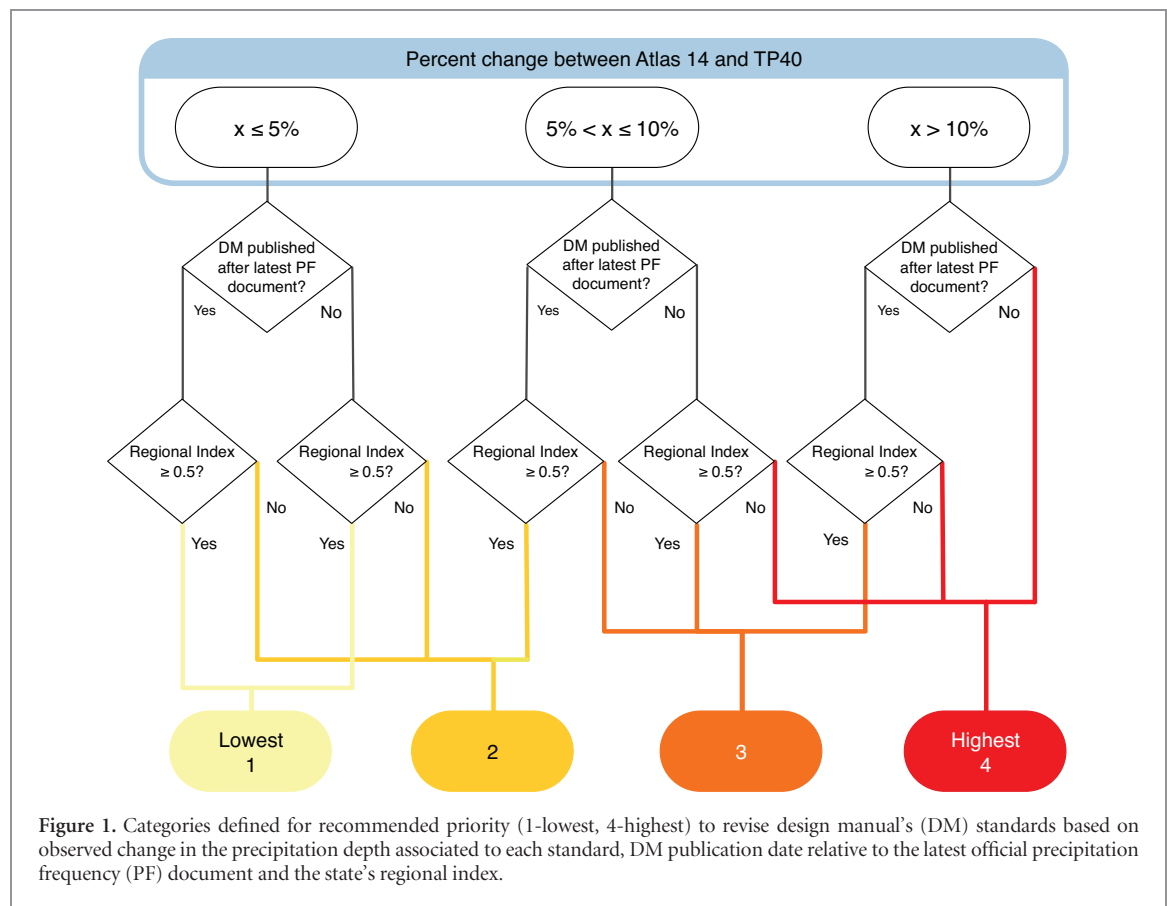 Percent change between Atlas 14 and TP40
x ≤ 5%
5% < x ≤ 10%
x > 10%
DM published
after latest PF
document?
DM published
after latest PF
document?
DM published
after latest PF
document?
Yes
No
Yes
No
Yes
No
Regional Index
≥ 0.5?
Regional Index
≥ 0.5?
Regional Index
≥ 0.5?
Regional Index
≥ 0.5?
Regional Index
≥ 0.5?
No
No
No
No
No
Yes
Yes
Yes
Yes
Yes
Lowest
1
2
3
Highest
4
Figure 1. Categories defined for recommended priority (1-lowest, 4-highest) to revise design manual's (DM) standards based on
observed change in the precipitation depth associated to each standard, DM publication date relative to the latest official precipitation
frequency (PF) document and the state's regional index.